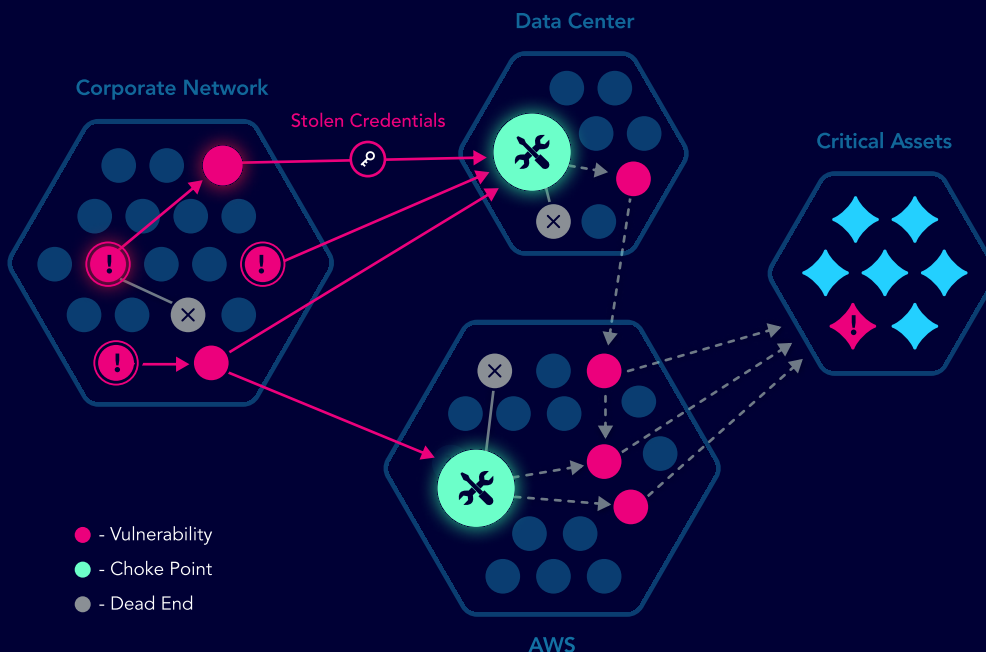 Data Center
Corporate Network
Stolen Credentials
Critical Assets
- Vulnerability
- Choke Point
- Dead End
AWS